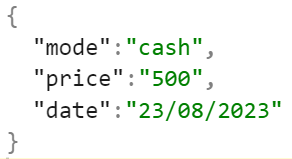 {
"mode":"cash",
"price":"500",
"date":"23/08/2023"
}